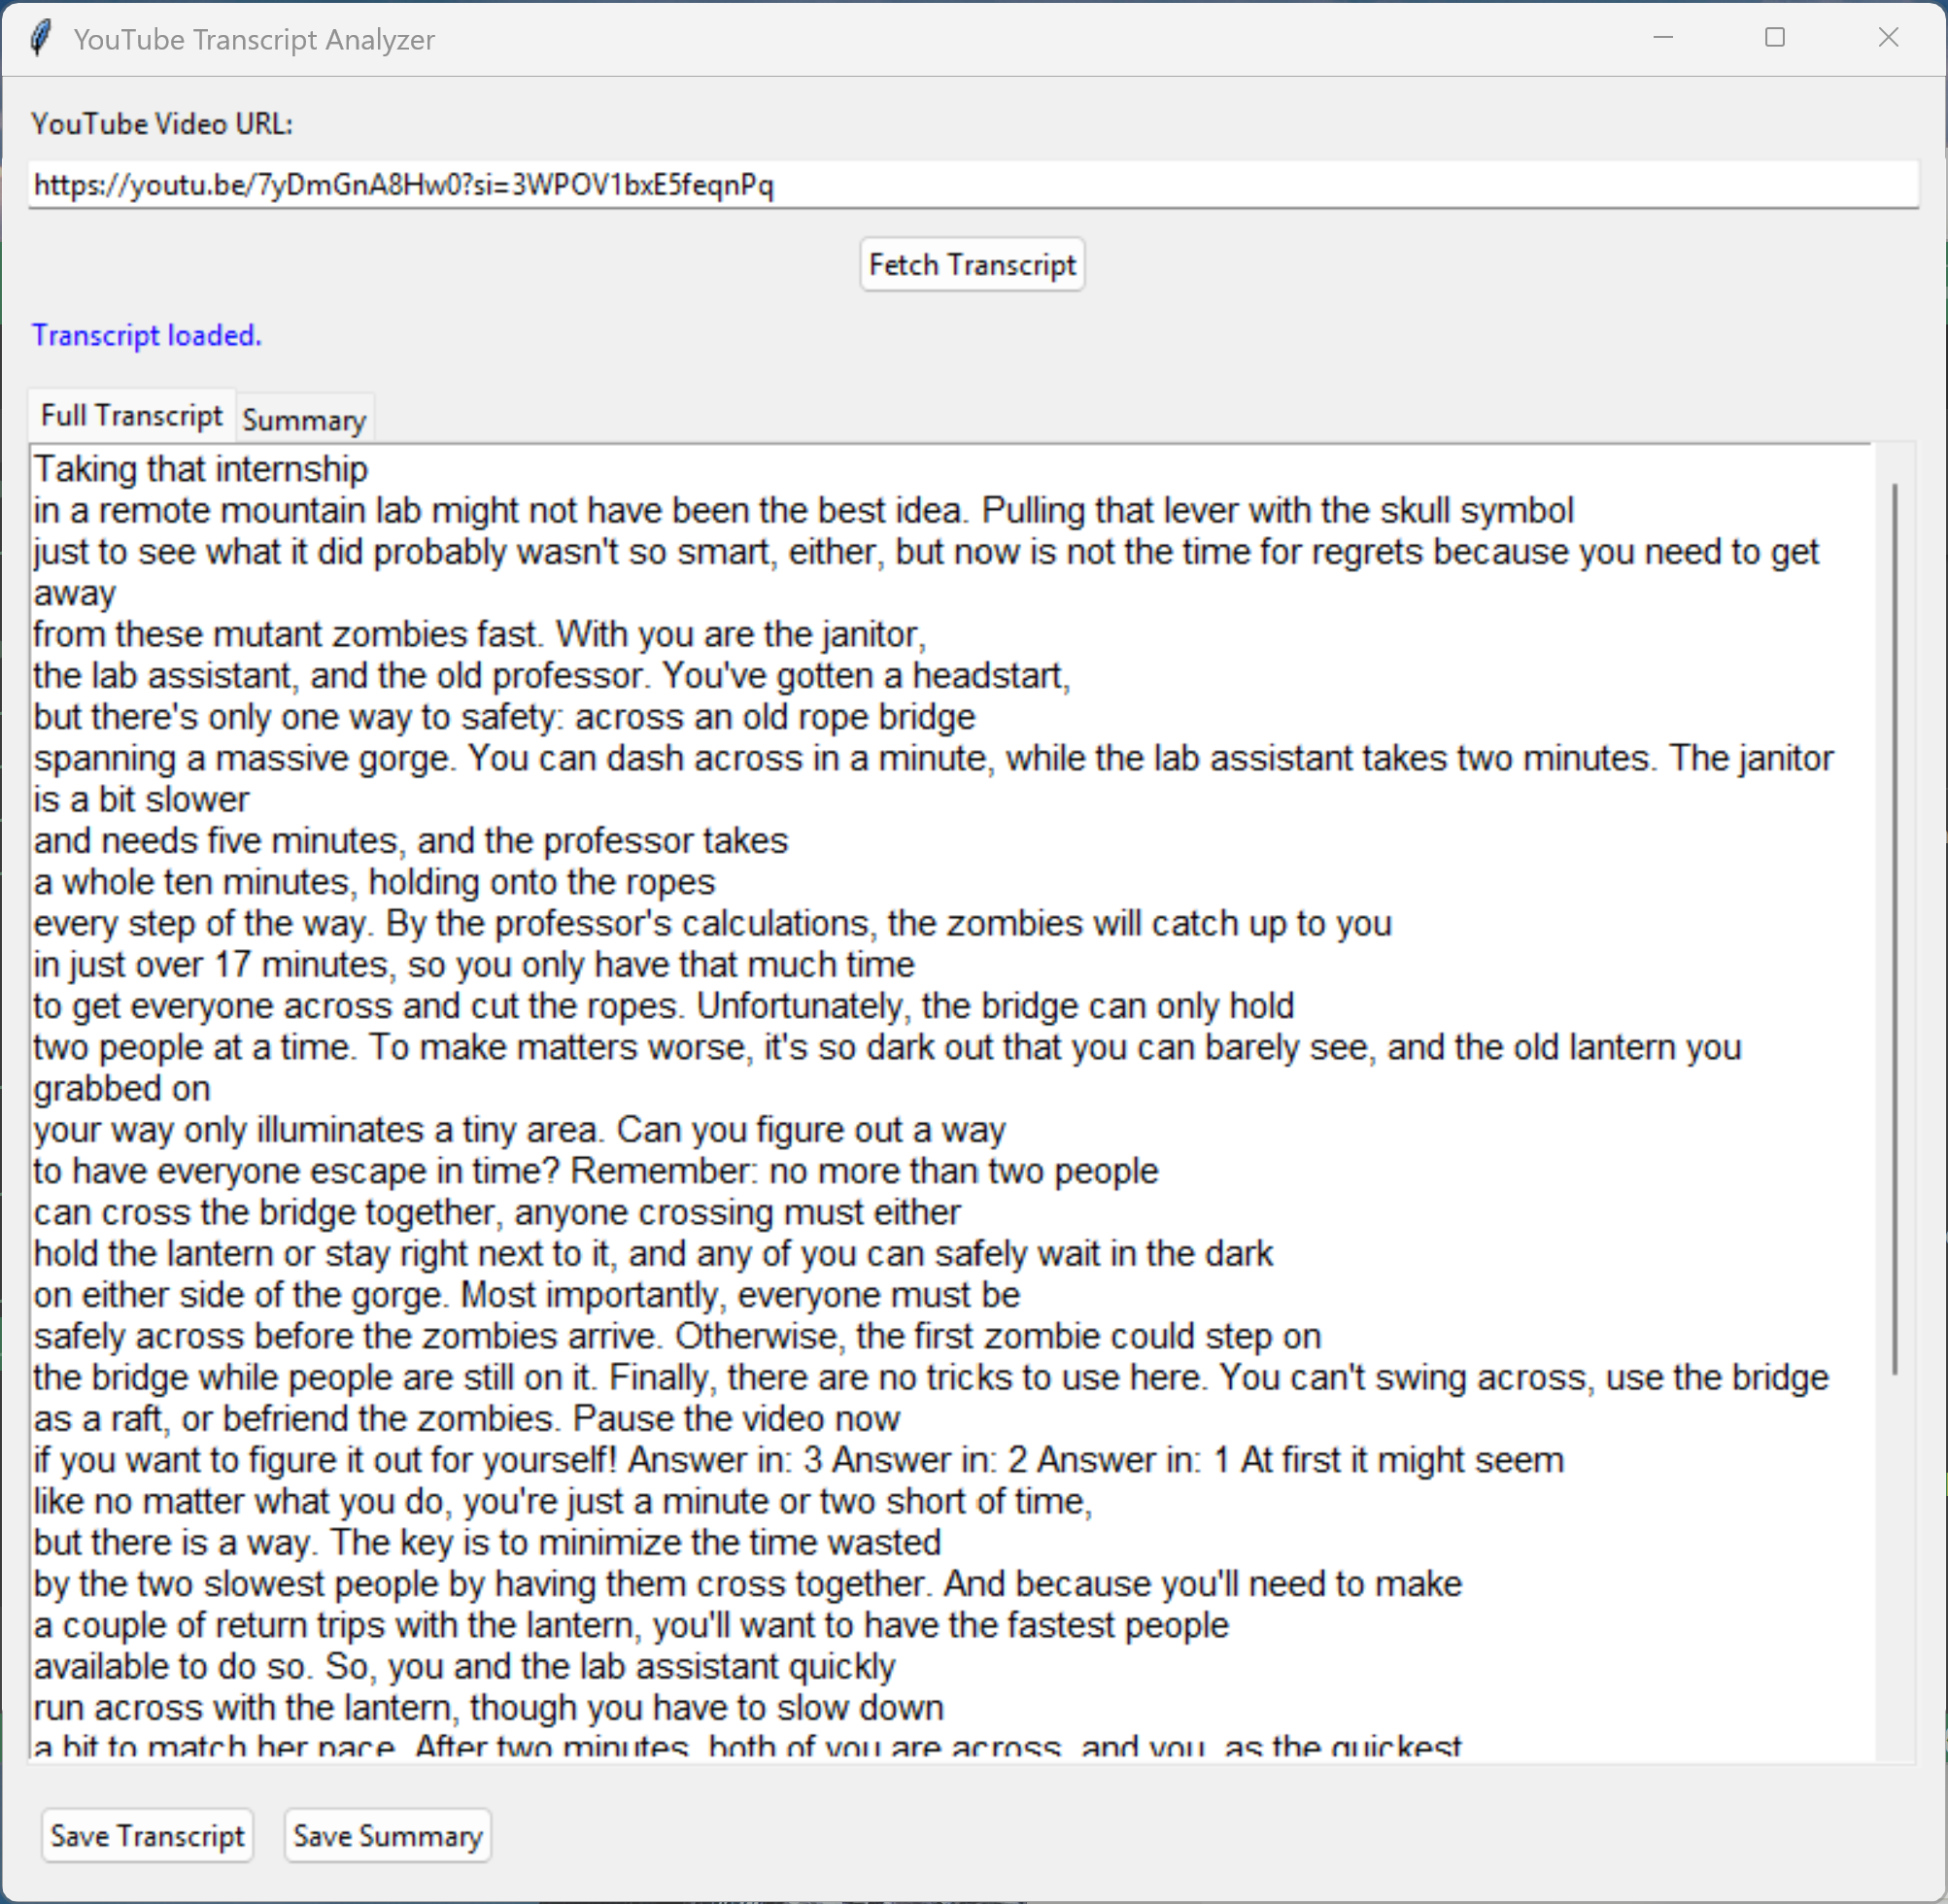 YouTube Transcript Analyzer
YouTube Video URL:
https://youtu.be/7yDmGnA8Hw0?si=3WPOV1bxE5feqnPq
Fetch Transcript
Transcript loaded.
Full Transcript
Summary
Taking that internship
in a remote mountain lab might not have been the best idea. Pulling that lever with the skull symbol
just to see what it did probably wasn't so smart, either, but now is not the time for regrets because you need to get
away
from these mutant zombies fast. With you are the janitor,
the lab assistant, and the old professor. You've gotten a headstart,
but there's only one way to safety: across an old rope bridge
spanning a massive gorge. You can dash across in a minute, while the lab assistant takes two minutes. The janitor
is a bit slower
and needs five minutes, and the professor takes
a whole ten minutes, holding onto the ropes
every step of the way. By the professor's calculations, the zombies will catch up to you
in just over 17 minutes, so you only have that much time
to get everyone across and cut the ropes. Unfortunately, the bridge can only hold
two people at a time. To make matters worse, it's so dark out that you can barely see, and the old lantern you
grabbed on
your way only illuminates a tiny area. Can you figure out a way
to have everyone escape in time? Remember: no more than two people
can cross the bridge together, anyone crossing must either
hold the lantern or stay right next to it, and any of you can safely wait in the dark
on either side of the gorge. Most importantly, everyone must be
safely across before the zombies arrive. Otherwise, the first zombie could step on
the bridge while people are still on it. Finally, there are no tricks to use here. You can't swing across, use the bridge
as a raft, or befriend the zombies. Pause the video now
if you want to figure it out for yourself! Answer in: 3 Answer in: 2 Answer in: 1 At first it might seem
like no matter what you do, you're just a minute or two short of time,
but there is a way. The key is to minimize the time wasted
by the two slowest people by having them cross together. And because you'll need to make
a couple of return trips with the lantern, you'll want to have the fastest people
available to do so. So, you and the lab assistant quickly
run across with the lantern, though you have to slow down
a bit to match her pace. After two minutes, both of you are across, and you, as the quickest
Save Transcript
Save Summary